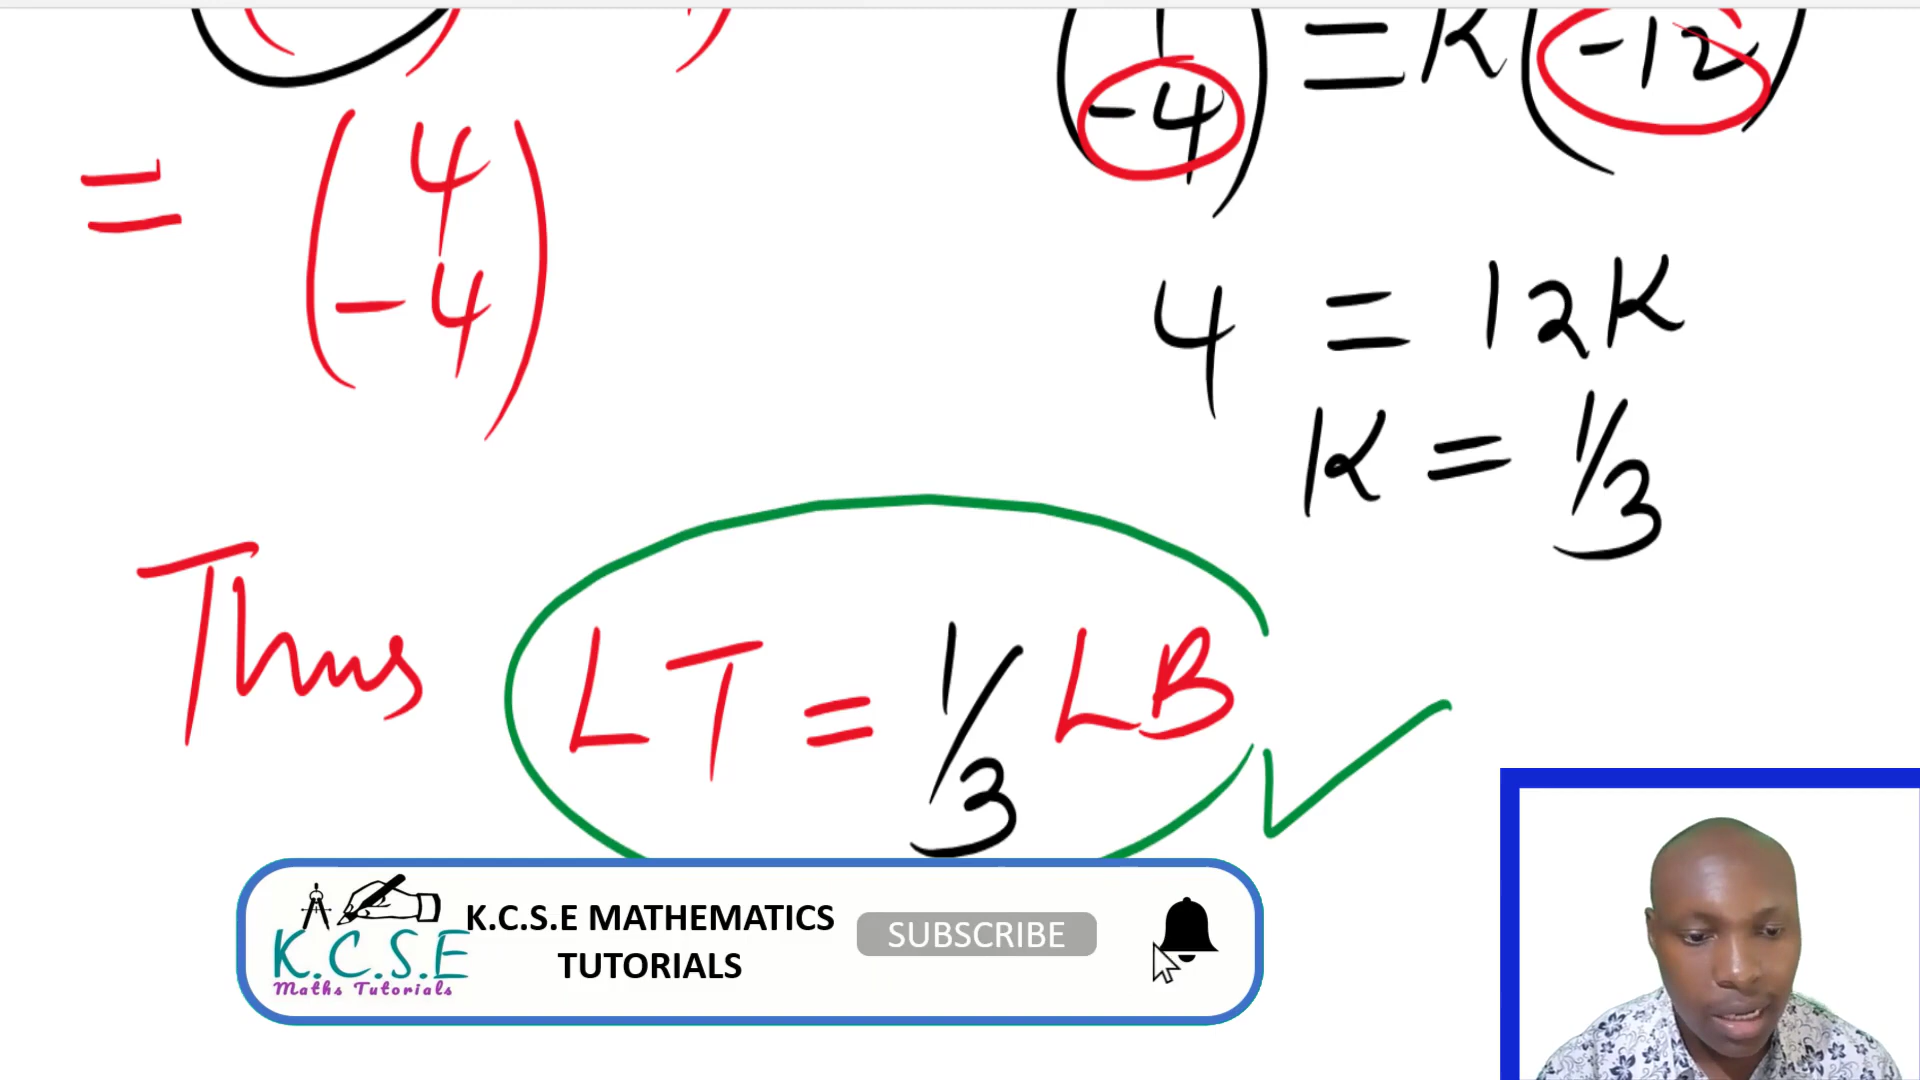 1 = K
-4 -12
= ( 4
-4 )
4 = 12K
K = 1/3
Thus LT = 1/3 LB
K.C.S.E MATHEMATICS
TUTORIALS
SUBSCRIBE
K.C.S.E
Maths Tutorials